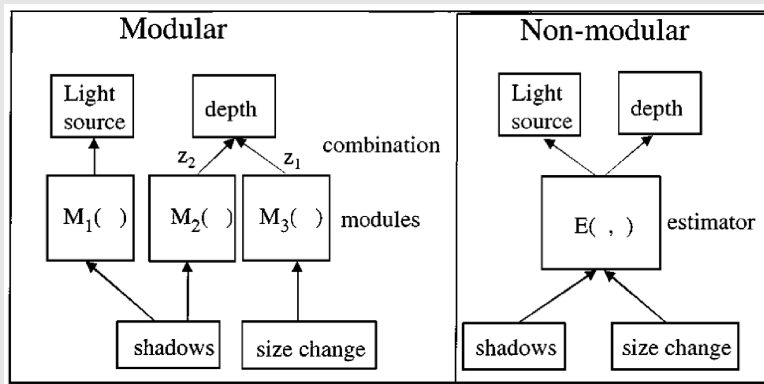 Modular
Light
source
depth
combination
z₂
z₁
M₁( )
M₂( )
M₃( )
modules
shadows
size change
Non-modular
Light
source
depth
E( , )
estimator
shadows
size change